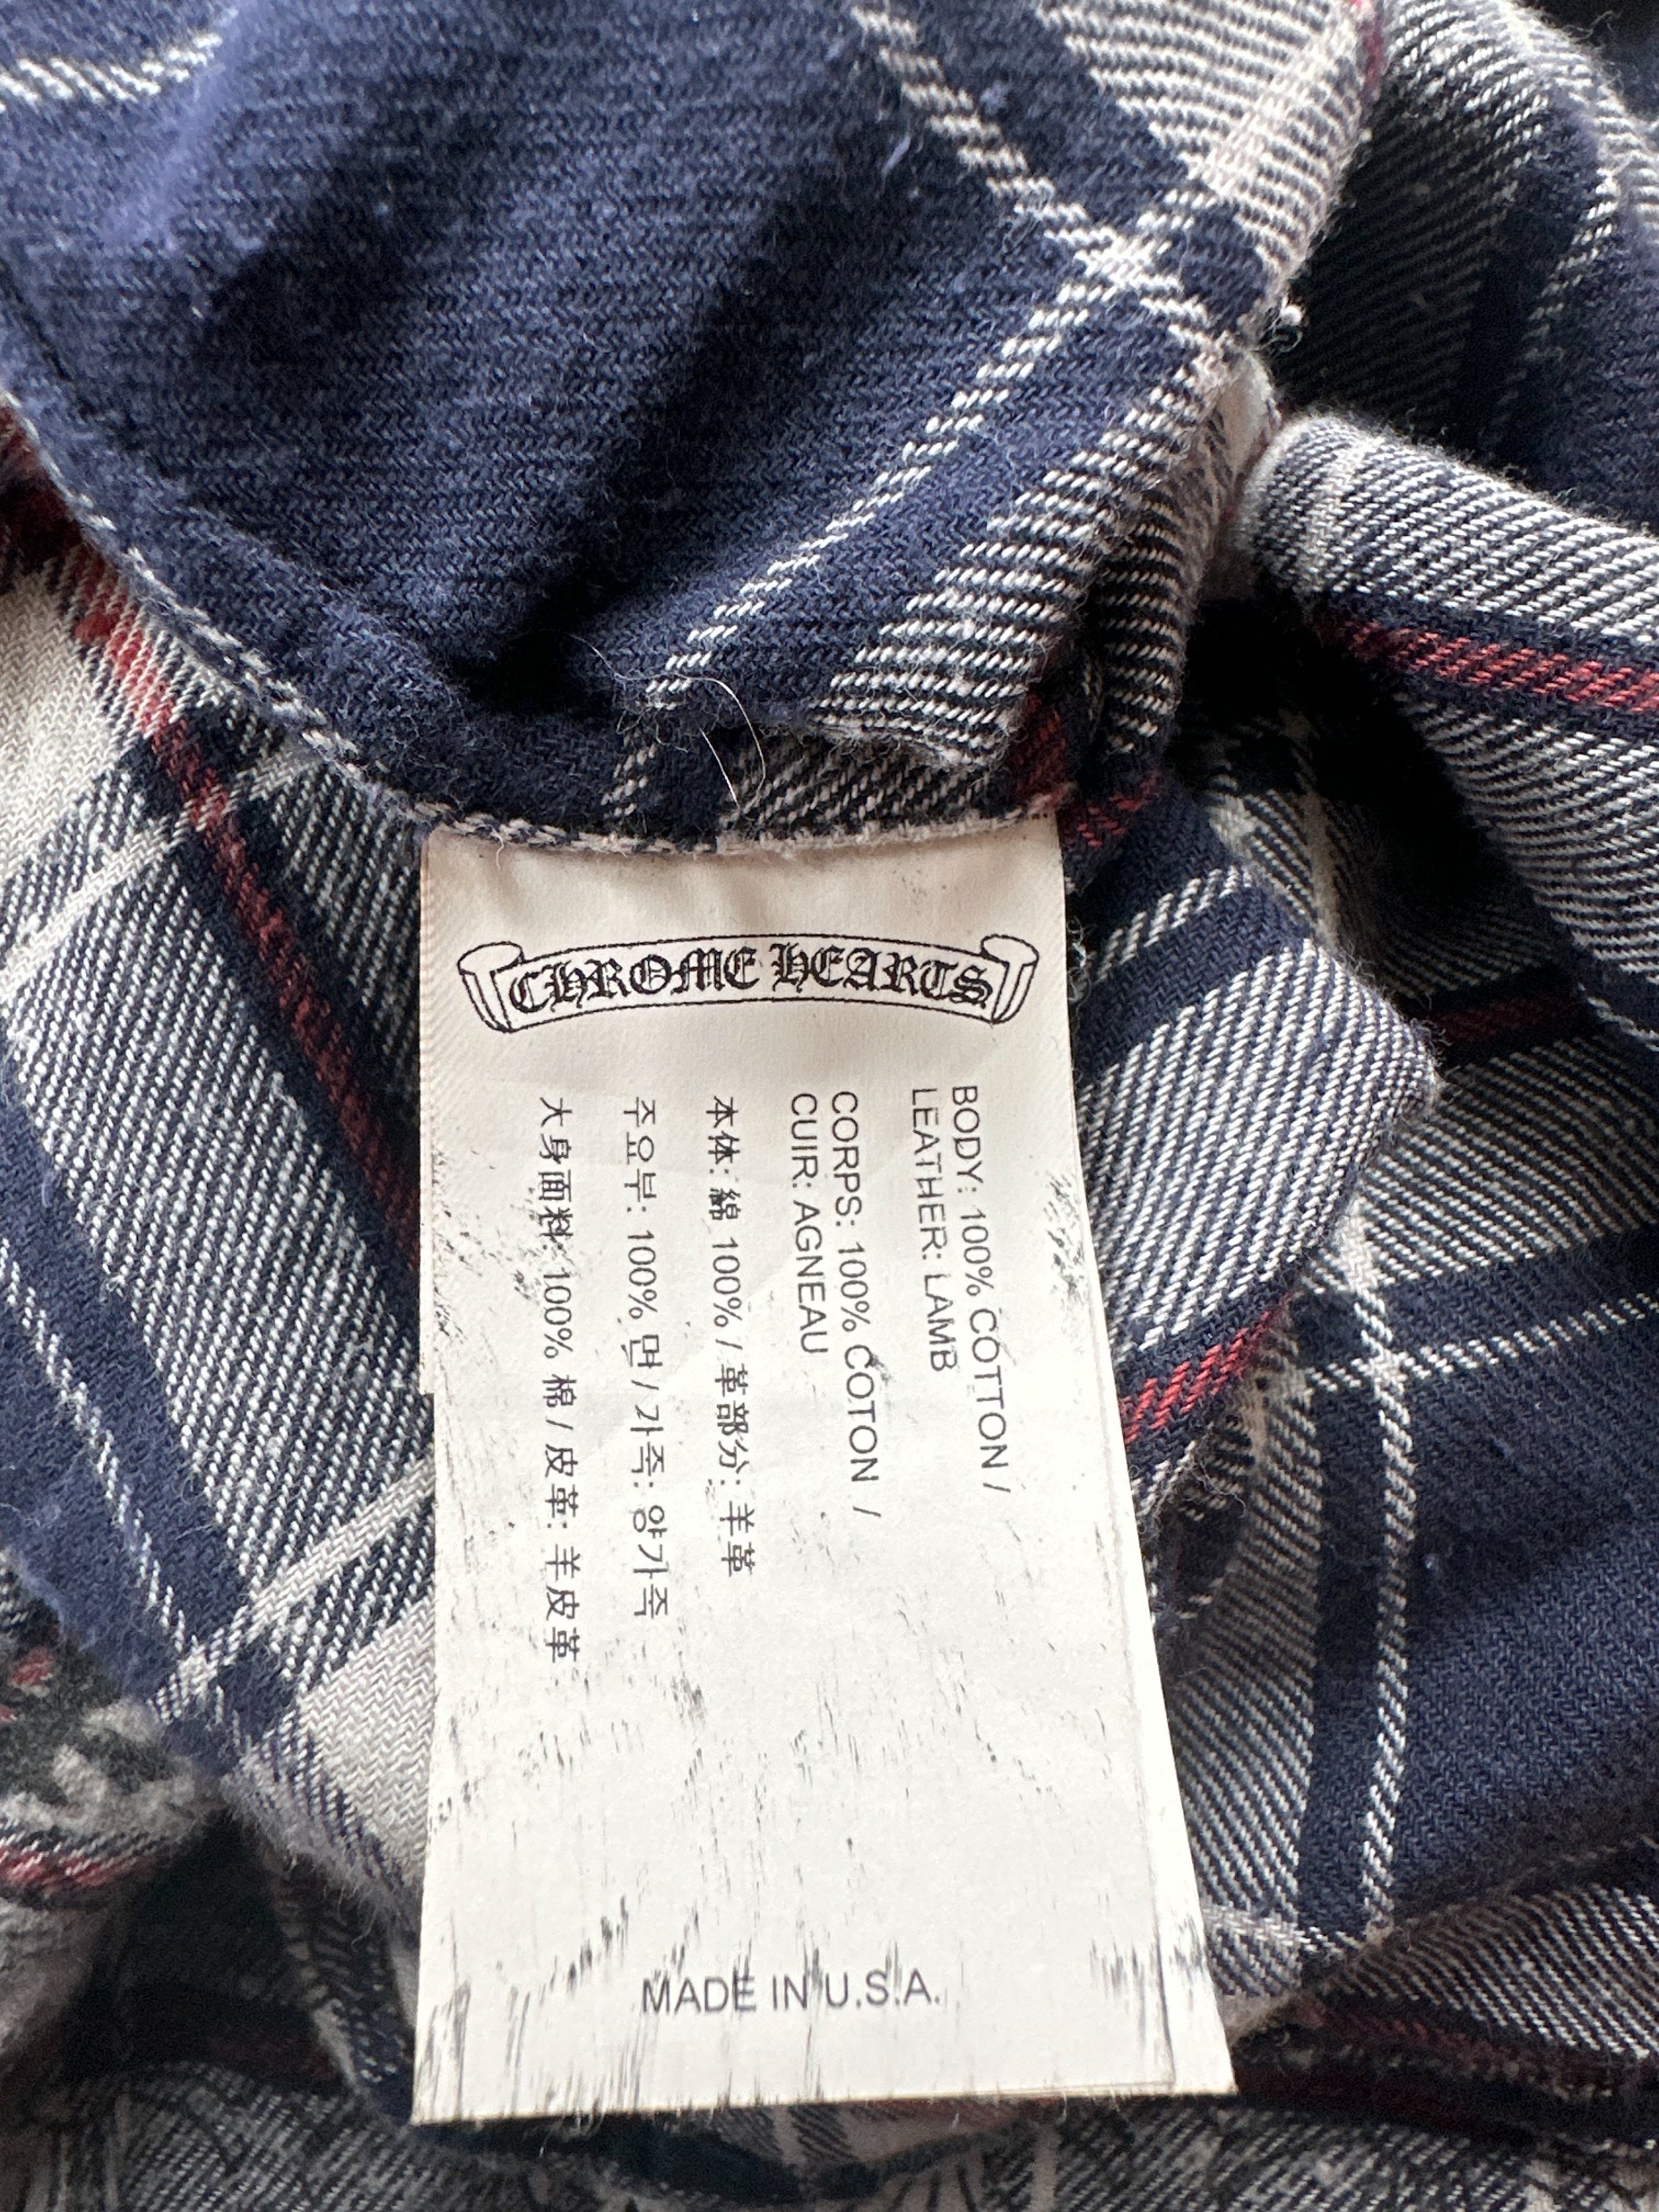 CHROME HEARTS
BODY: 100% COTTON /
LEATHER: LAMB
CORPS: 100% COTON /
CUIR: AGNEAU
本体: 綿 100% / 革部分: 羊革
주요부: 100% 면 / 가죽: 양가죽
大身面料: 100% 棉 / 皮革: 羊皮革
MADE IN U.S.A.